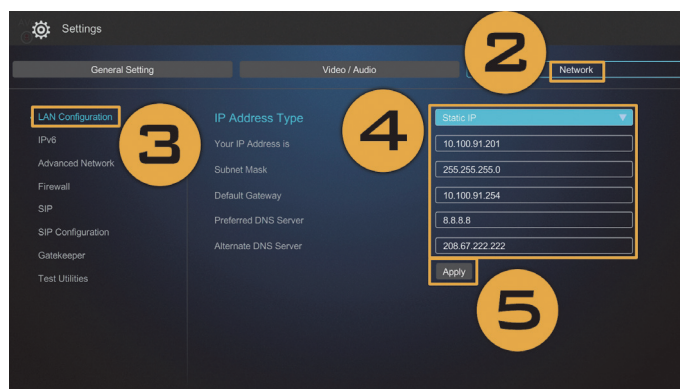 Settings
2
General Setting
Video / Audio
Network
LAN Configuration
3
IPv6
Advanced Network
Firewall
SIP
SIP Configuration
Gatekeeper
Test Utilities
4
IP Address Type
Static IP
Your IP Address is
10.100.91.201
Subnet Mask
255.255.255.0
Default Gateway
10.100.91.254
Preferred DNS Server
8.8.8.8
Alternate DNS Server
208.67.222.222
Apply
5